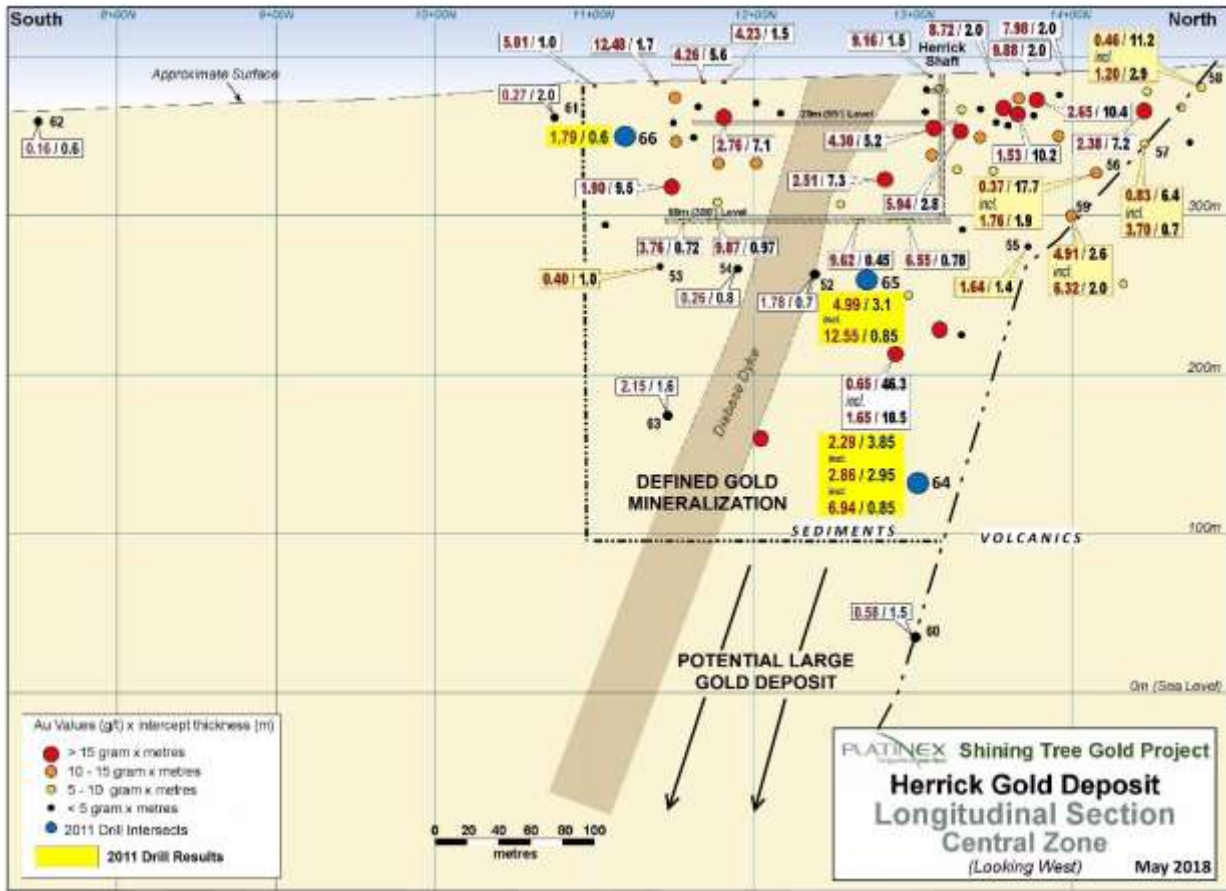 South
8+00N
9+00N
10+00N
11+00N
12+00N
13+00N
14+00N
North
5.01 / 1.0
12.48 / 1.7
4.26 / 5.6
4.23 / 1.5
9.16 / 1.5
8.72 / 2.0
7.98 / 2.0
9.88 / 2.0
0.46 / 11.2
incl
1.20 / 2.9
Herrick
Shaft
Approximate Surface
58
62
0.16 / 0.6
0.27 / 2.0
61
1.79 / 0.6
66
2.76 / 7.1
4.30 / 5.2
2.65 / 10.4
1.53 / 10.2
2.38 / 7.2
57
56
1.90 / 9.5
2.51 / 7.3
5.94 / 2.8
0.37 / 17.7
incl
1.76 / 1.9
0.83 / 6.4
incl
3.70 / 0.7
300m
59
3.76 / 0.72
9.87 / 0.97
9.62 / 0.45
6.55 / 0.78
55
4.91 / 2.6
incl
6.32 / 2.0
1.64 / 1.4
0.40 / 1.0
53
54
0.26 / 0.8
1.78 / 0.7
52
65
4.99 / 3.1
incl
12.55 / 0.85
200m
Diabase Dyke
0.65 / 46.3
incl.
1.65 / 18.5
2.15 / 1.6
63
2.29 / 3.85
incl.
2.86 / 2.95
incl
6.94 / 0.85
64
DEFINED GOLD
MINERALIZATION
SEDIMENTS
VOLCANICS
100m
0.58 / 1.5
60
POTENTIAL LARGE
GOLD DEPOSIT
0m (Sea Level)
Au Values (g/t) x intercept thickness (m)
> 15 gram x metres
10 - 15 gram x metres
5 - 10 gram x metres
< 5 gram x metres
2011 Drill Intersects
2011 Drill Results
0 20 40 60 80 100
metres
PLATINEX Shining Tree Gold Project
Herrick Gold Deposit
Longitudinal Section
Central Zone
(Looking West)
May 2018